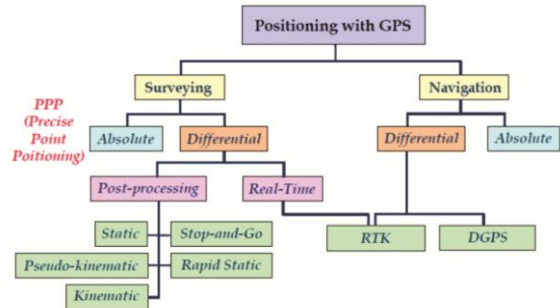 Positioning with GPS
Surveying
Navigation
PPP
(Precise
Point
Poitioning)
Absolute
Differential
Differential
Absolute
Post-processing
Real-Time
Static
Stop-and-Go
RTK
DGPS
Pseudo-kinematic
Rapid Static
Kinematic